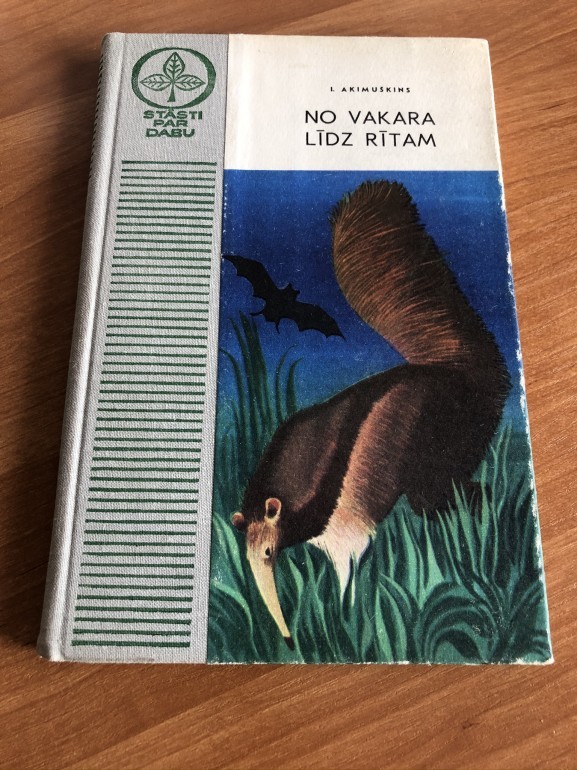 STĀSTI
PAR
DABU
I. AKIMUŠKINS
NO VAKARA
LĪDZ RĪTAM